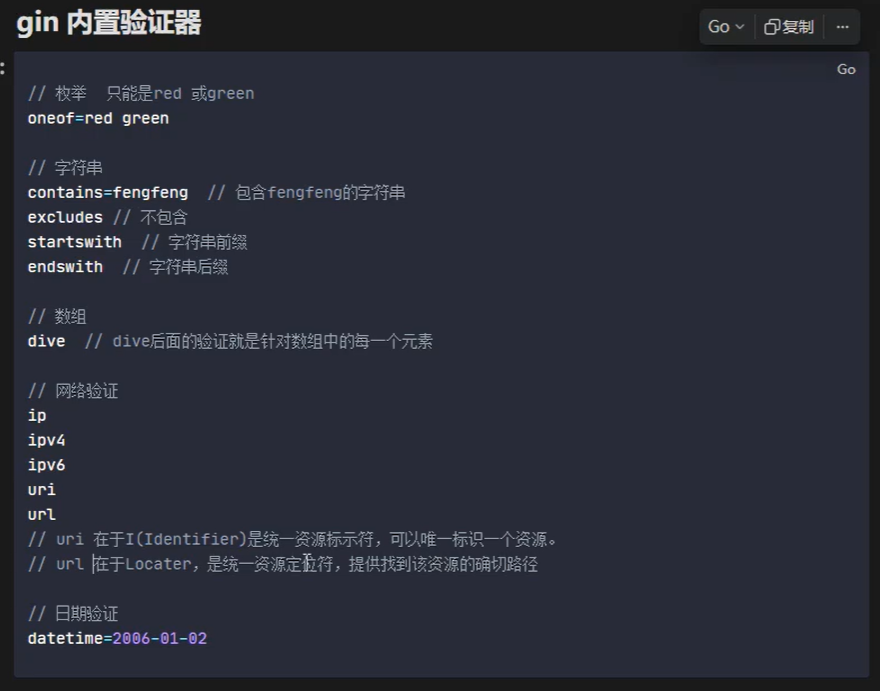 gin 内置验证器
Go 复制 ...
Go
// 枚举 只能是red 或green
oneof=red green
// 字符串
contains=fengfeng // 包含fengfeng的字符串
excludes // 不包含
startswith // 字符串前缀
endswith // 字符串后缀
// 数组
dive // dive后面的验证就是针对数组中的每一个元素
// 网络验证
ip
ipv4
ipv6
uri
url
// uri 在于I(Identifier)是统一资源标示符，可以唯一标识一个资源。
// url 在于Locater，是统一资源定位符，提供找到该资源的确切路径
// 日期验证
datetime=2006-01-02